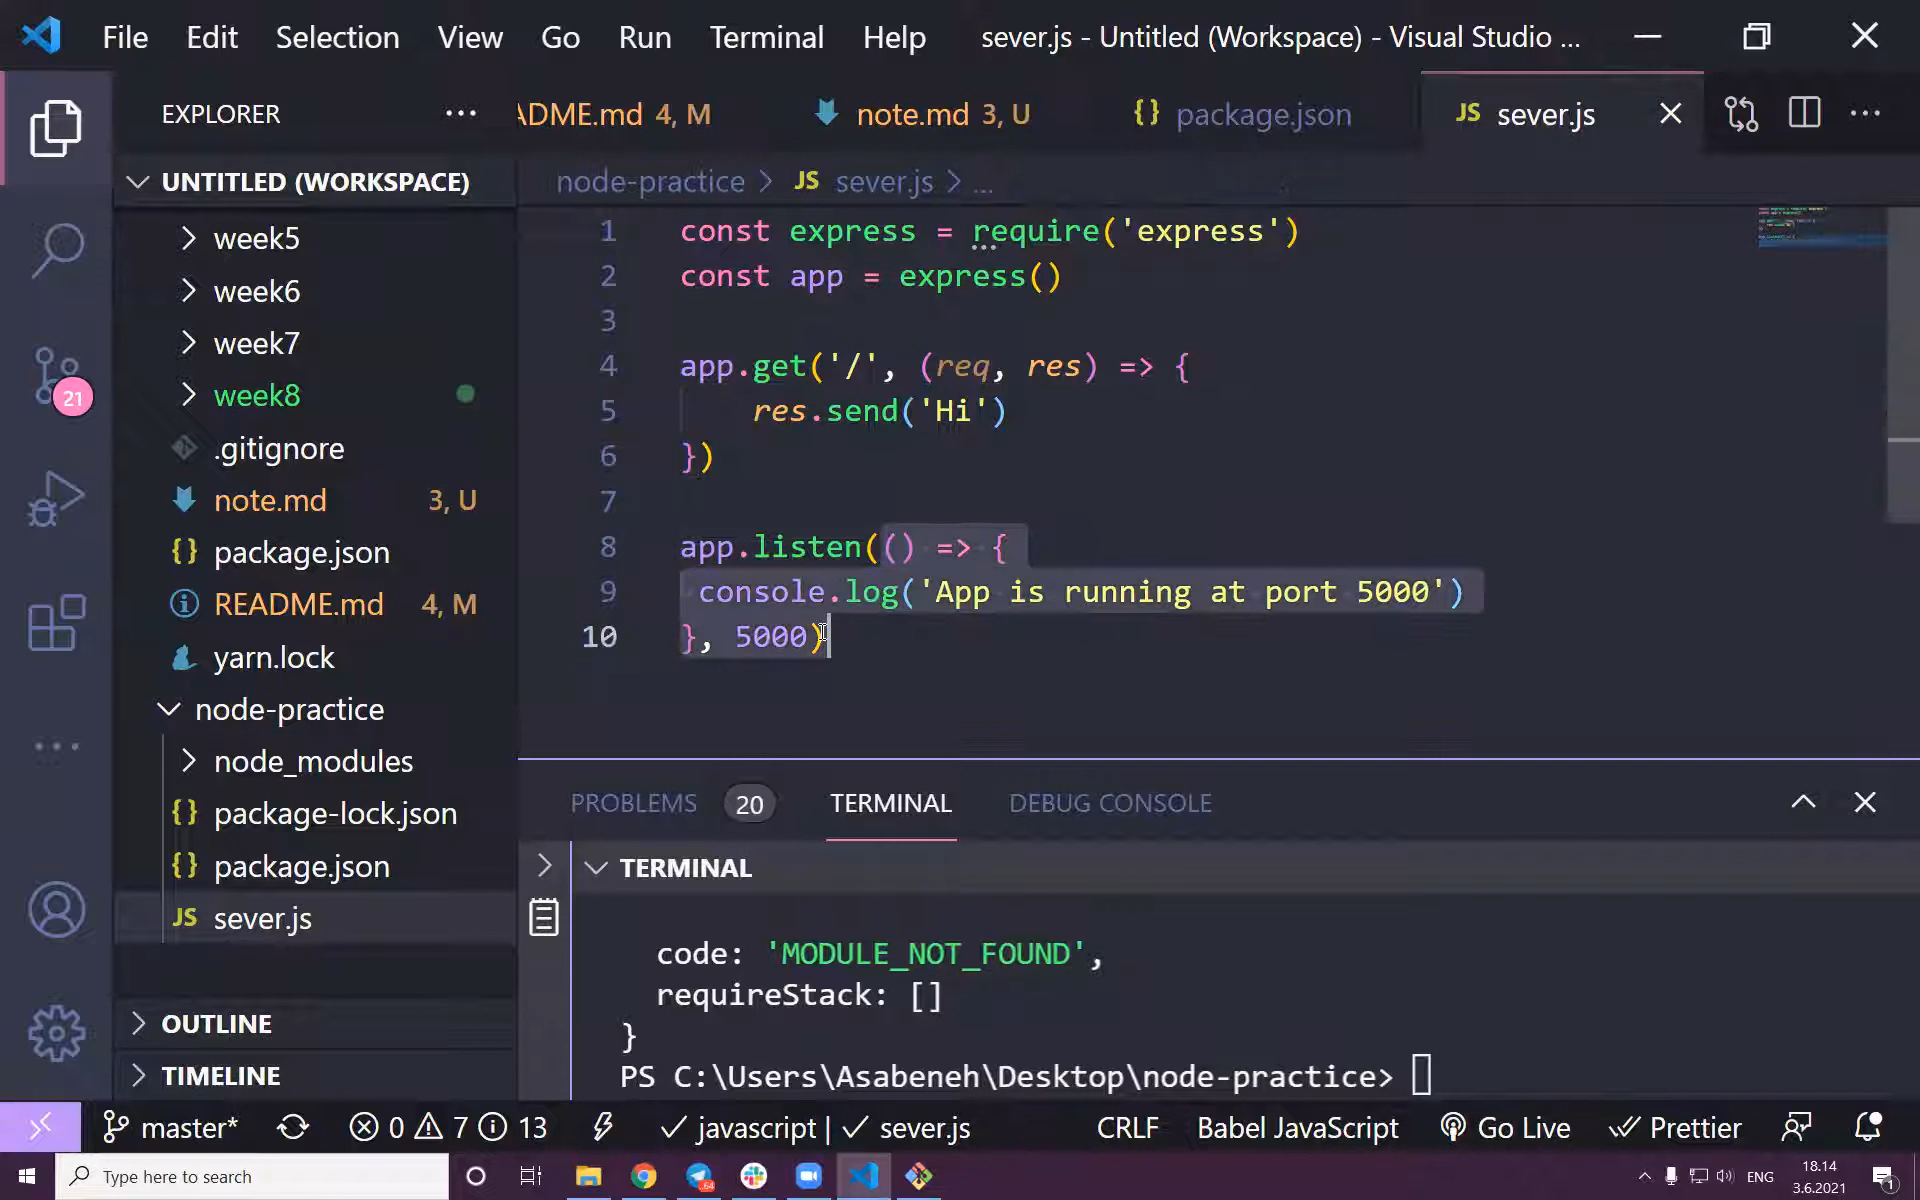 File Edit Selection View Go Run Terminal Help sever.js - Untitled (Workspace) - Visual Studio ...
EXPLORER ...
ADME.md 4, M note.md 3, U package.json JS sever.js
UNTITLED (WORKSPACE)
node-practice > JS sever.js > ...
week5
week6
week7
week8
.gitignore
note.md 3, U
package.json
README.md 4, M
yarn.lock
node-practice
node_modules
package-lock.json
package.json
JS sever.js
OUTLINE
TIMELINE
21
1 const express = require('express')
2 const app = express()
3
4 app.get('/', (req, res) => {
5 res.send('Hi')
6 })
7
8 app.listen(() => {
9 console.log('App is running at port 5000')
10 }, 5000)
PROBLEMS 20 TERMINAL DEBUG CONSOLE
TERMINAL
code: 'MODULE_NOT_FOUND',
requireStack: []
}
PS C:\Users\Asabeneh\Desktop\node-practice>
master* 0 7 13 javascript | sever.js CRLF Babel JavaScript Go Live Prettier
Type here to search
64
ENG
18.14
3.6.2021
1